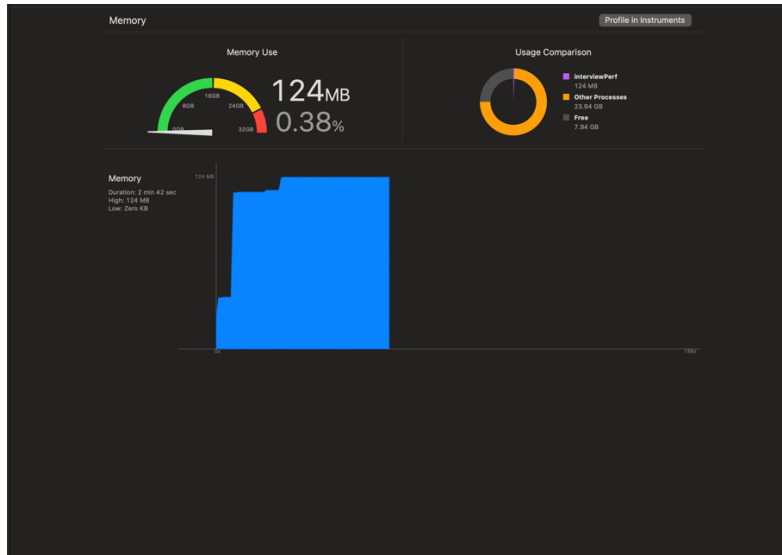 Memory
Profile in Instruments
Memory Use
0GB
8GB
16GB
24GB
32GB
124MB
0.38%
Usage Comparison
interviewPerf
124 MB
Other Processes
23.94 GB
Free
7.94 GB
Memory
Duration: 2 min 42 sec
High: 124 MB
Low: Zero KB
124 MB
0s